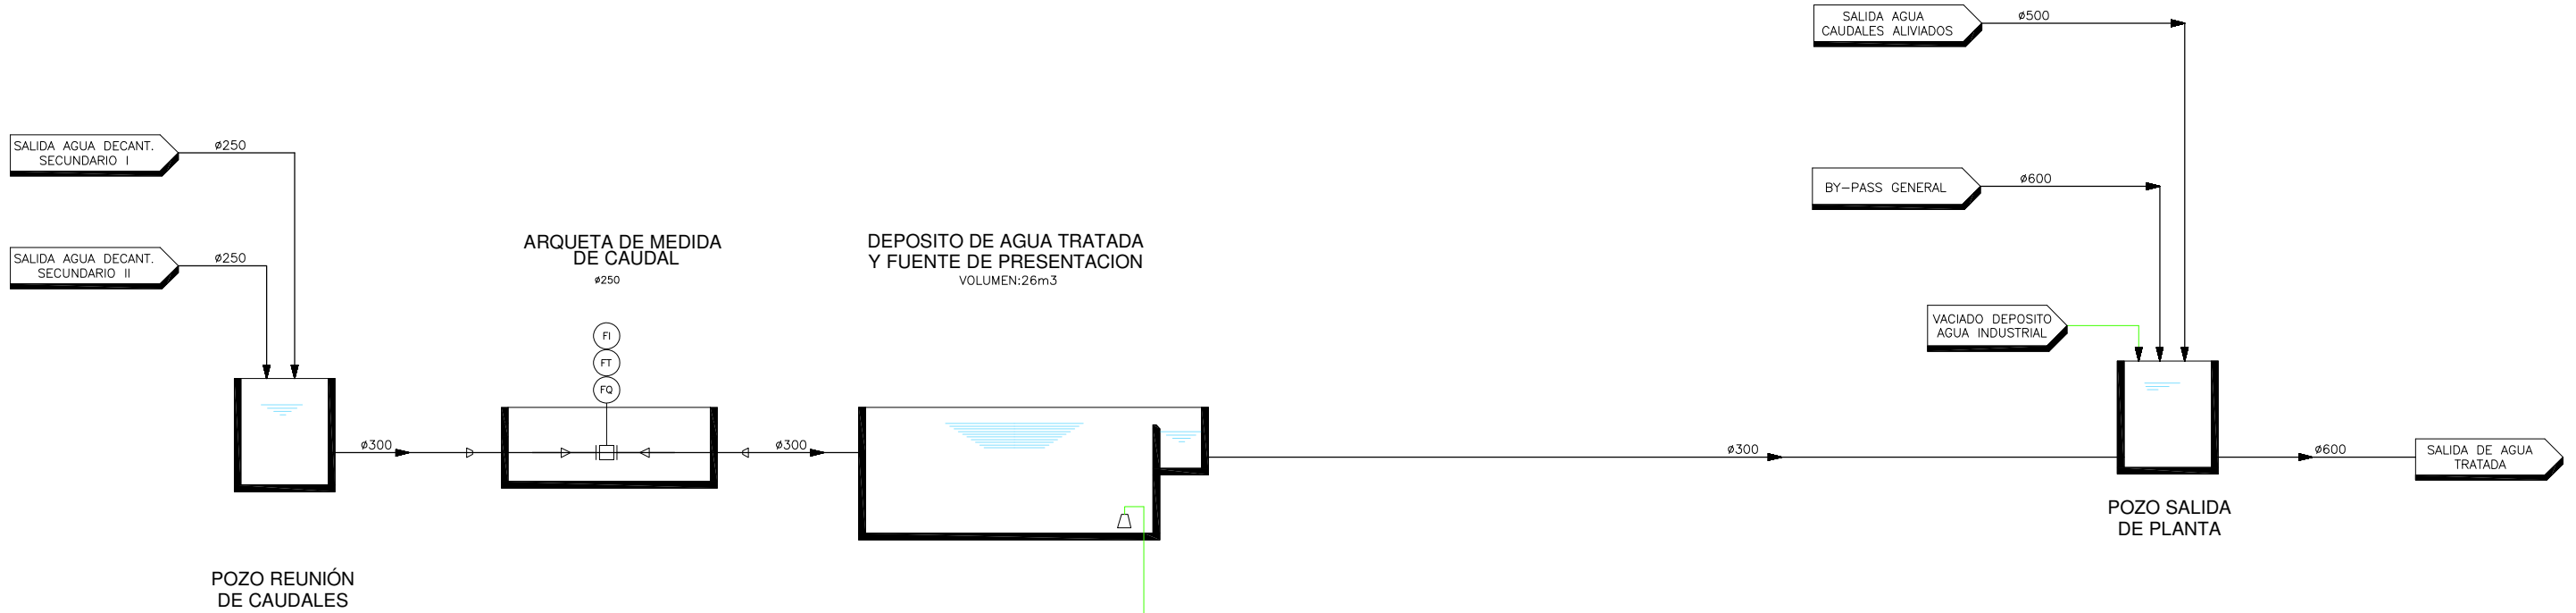 SALIDA AGUA
CAUDALES ALIVIADOS
ø500
SALIDA AGUA DECANT.
SECUNDARIO I
ø250
BY-PASS GENERAL
ø600
SALIDA AGUA DECANT.
SECUNDARIO II
ø250
ARQUETA DE MEDIDA
DE CAUDAL
ø250
DEPOSITO DE AGUA TRATADA
Y FUENTE DE PRESENTACION
VOLUMEN:26m3
VACIADO DEPOSITO
AGUA INDUSTRIAL
FI
FT
FQ
ø300
ø300
ø300
ø600
SALIDA DE AGUA
TRATADA
POZO SALIDA
DE PLANTA
POZO REUNIÓN
DE CAUDALES